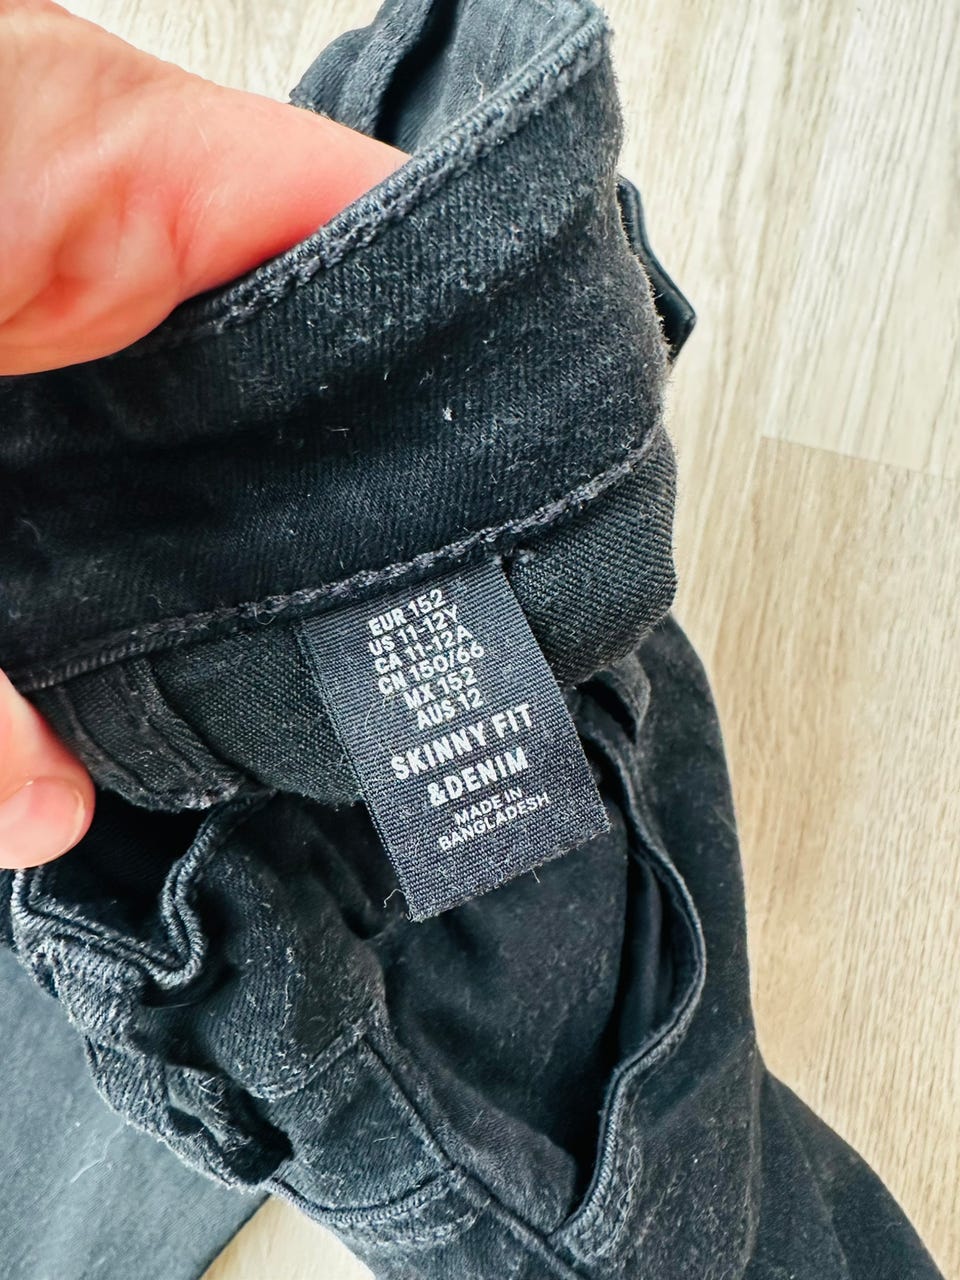 EUR 152
US 11-12Y
CA 11-12A
CN 150/66
MX 152
AUS 12
SKINNY FIT
&DENIM
MADE IN
BANGLADESH